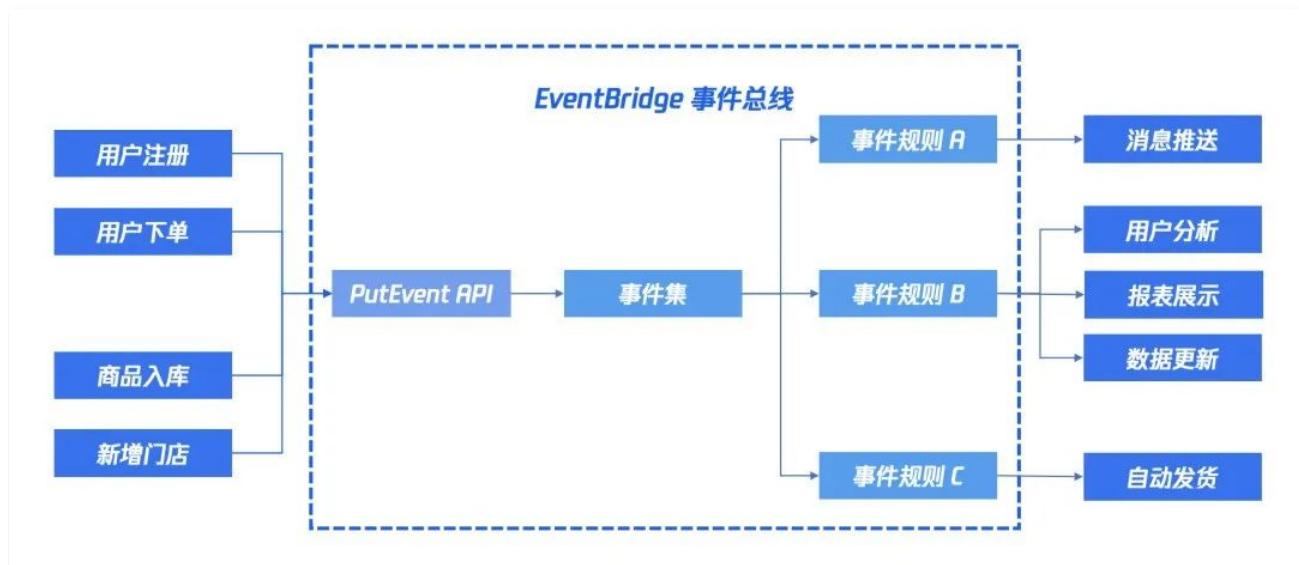 EventBridge 事件总线
用户注册
用户下单
商品入库
新增门店
PutEvent API
事件集
事件规则 A
事件规则 B
事件规则 C
消息推送
用户分析
报表展示
数据更新
自动发货